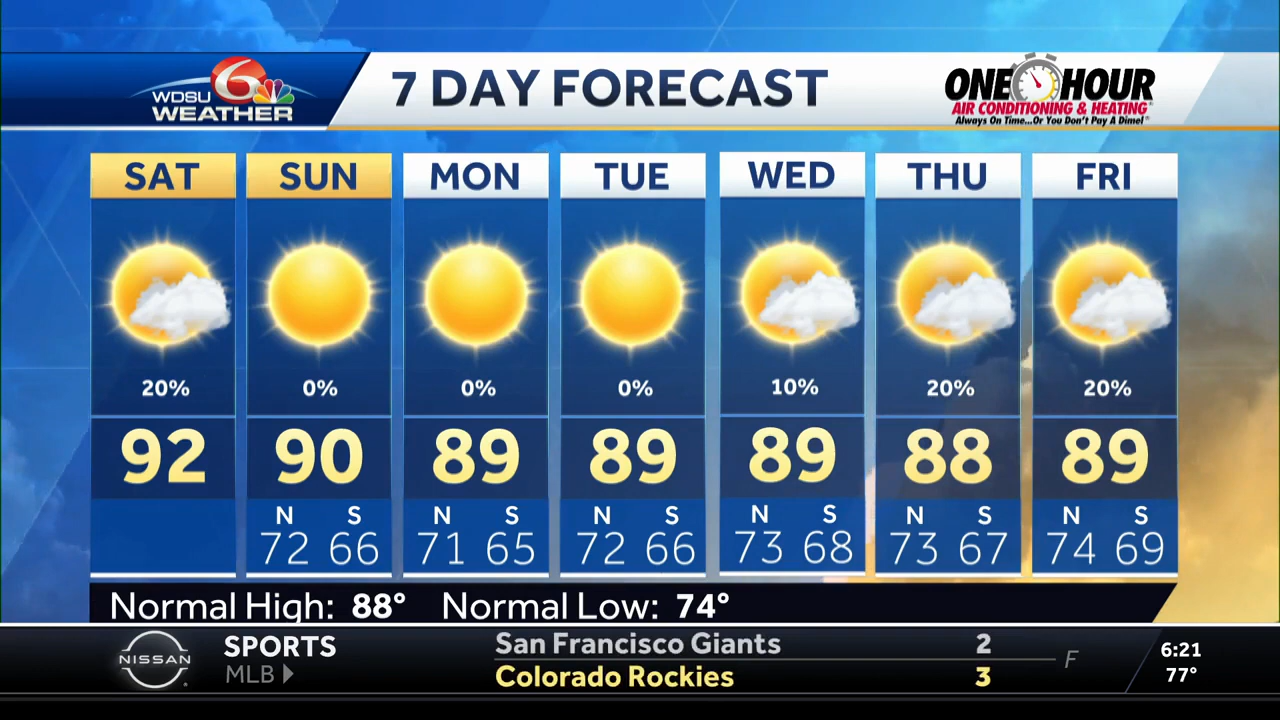 WDSU 6
WEATHER
7 DAY FORECAST
ONE HOUR
AIR CONDITIONING & HEATING®
Always On Time...Or You Don't Pay A Dime!®
SAT SUN MON TUE WED THU FRI
20% 0% 0% 0% 10% 20% 20%
92 90 89 89 89 88 89
N S N S N S N S N S N S
72 66 71 65 72 66 73 68 73 67 74 69
Normal High: 88° Normal Low: 74°
NISSAN
SPORTS
MLB
San Francisco Giants 2
Colorado Rockies 3
F
6:21
77°